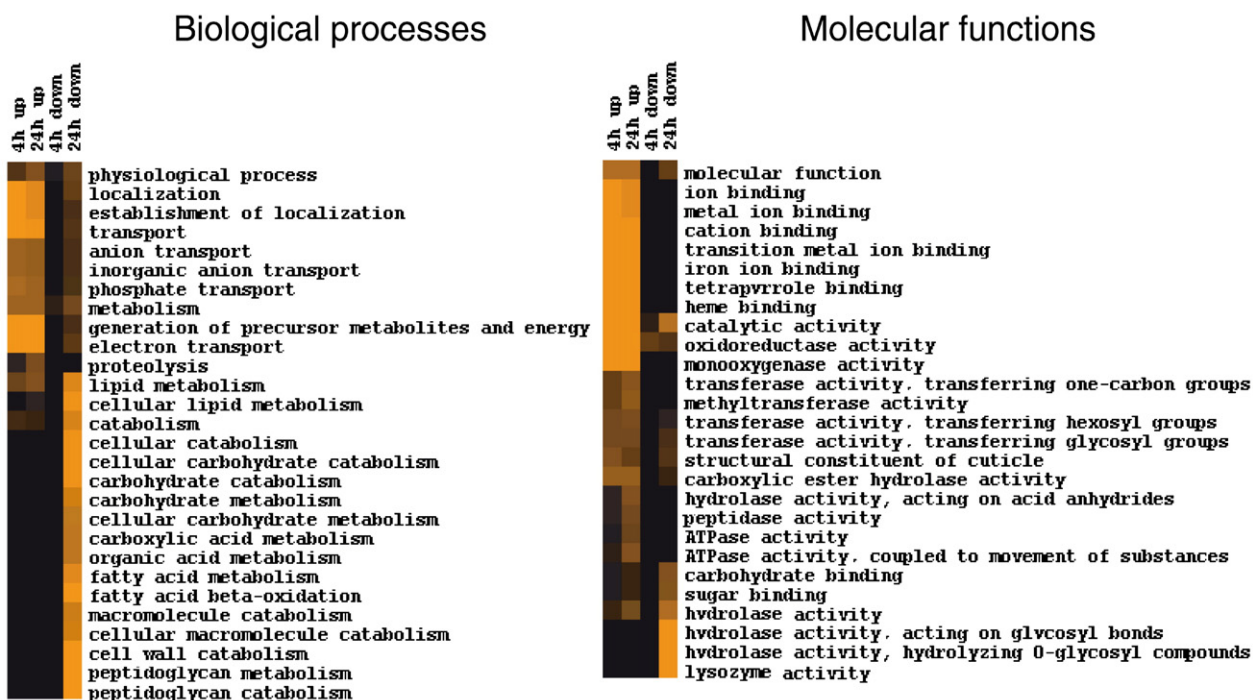 Biological processes
4h up
24h up
4h down
24h down
physiological process
localization
establishment of localization
transport
anion transport
inorganic anion transport
phosphate transport
metabolism
generation of precursor metabolites and energy
electron transport
proteolysis
lipid metabolism
cellular lipid metabolism
catabolism
cellular catabolism
cellular carbohydrate catabolism
carbohydrate catabolism
carbohydrate metabolism
cellular carbohydrate metabolism
carboxylic acid metabolism
organic acid metabolism
fatty acid metabolism
fatty acid beta-oxidation
macromolecule catabolism
cellular macromolecule catabolism
cell wall catabolism
peptidoglycan metabolism
peptidoglycan catabolism
Molecular functions
4h up
24h up
4h down
24h down
molecular function
ion binding
metal ion binding
cation binding
transition metal ion binding
iron ion binding
tetrapvrrole binding
heme binding
catalytic activity
oxidoreductase activity
monooxygenase activity
transferase activity, transferring one-carbon groups
methyltransferase activity
transferase activity, transferring hexosyl groups
transferase activity, transferring glycosyl groups
structural constituent of cuticle
carboxylic ester hydrolase activity
hydrolase activity, acting on acid anhydrides
peptidase activity
ATPase activity
ATPase activity, coupled to movement of substances
carbohydrate binding
sugar binding
hvdrolase activity
hvdrolase activity, acting on glvcosyl bonds
hvdrolase activity, hydrolyzing O-glycosyl compounds
lysozyme activity